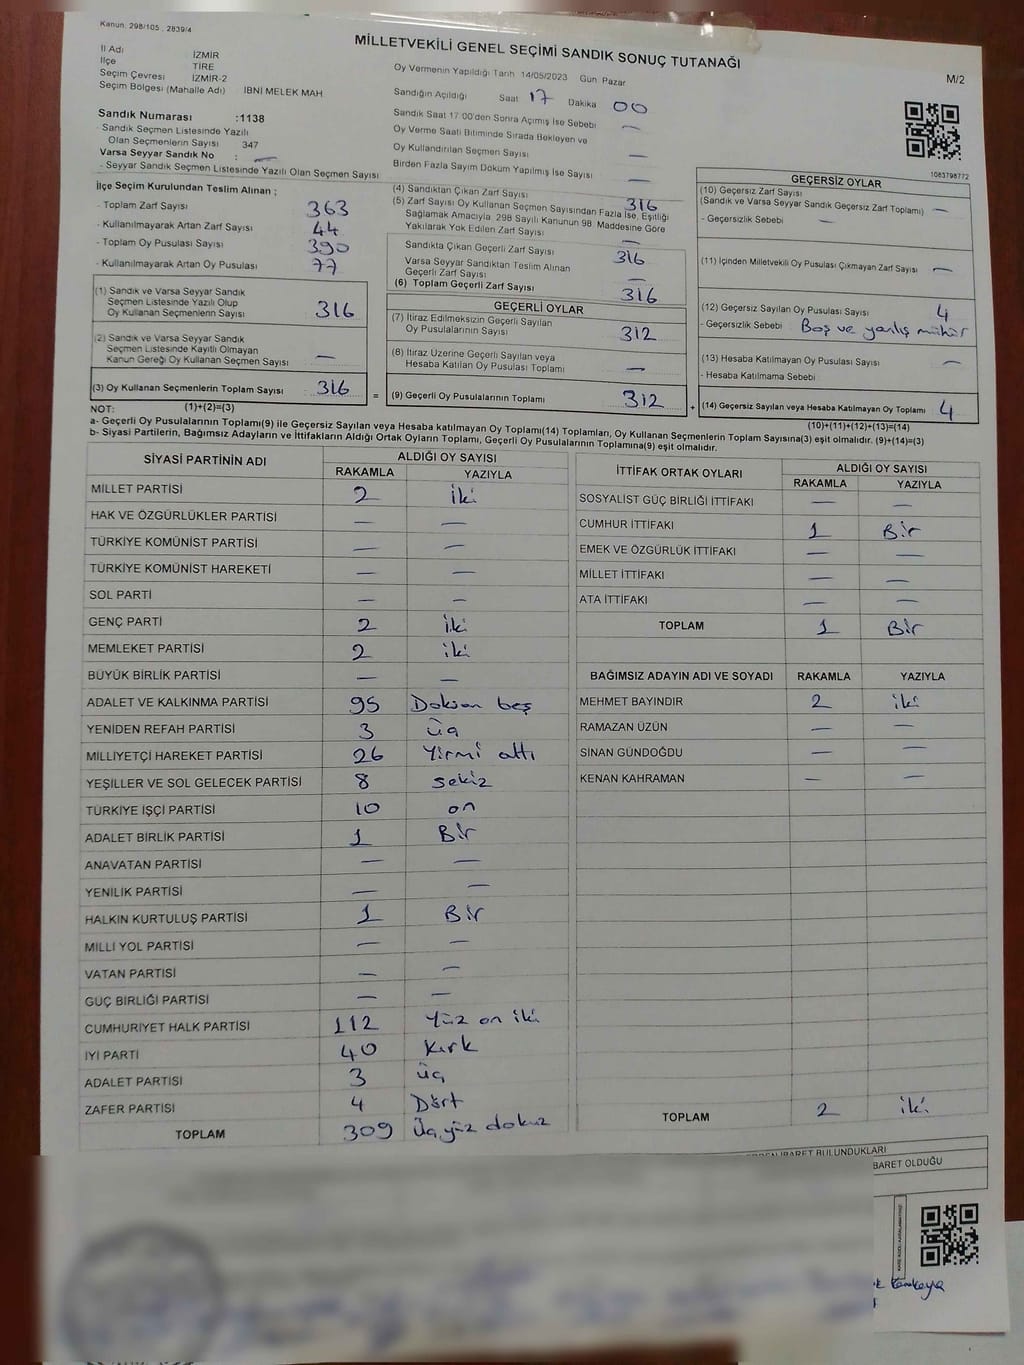 Kanun. 298/105 , 2839/4
MİLLETVEKİLİ GENEL SEÇİMİ SANDIK SONUÇ TUTANAĞI
M/2
İl Adı İZMİR
İlçe TİRE
Seçim Çevresi İZMİR-2
Seçim Bölgesi (Mahalle Adı) İBNİ MELEK MAH.
Sandık Numarası :1138
- Sandık Seçmen Listesinde Yazılı
Olan Seçmenlerin Sayısı 347
Varsa Seyyar Sandık No : —
- Seyyar Sandık Seçmen Listesinde Yazılı Olan Seçmen Sayısı
Oy Vermenin Yapıldığı Tarih 14/05/2023 Gün Pazar
Sandığın Açıldığı Saat 17 Dakika 00
Sandık Saat 17 00'den Sonra Açımış İse Sebebi —
Oy Verme Saati Bitiminde Sırada Bekleyen ve
Oy Kullandırılan Seçmen Sayısı —
Birden Fazla Sayım Döküm Yapılmış İse Sayısı —
1083798772
İlçe Seçim Kurulundan Teslim Alınan ;
- Toplam Zarf Sayısı 363
- Kullanılmayarak Artan Zarf Sayısı 44
- Toplam Oy Pusulası Sayısı 390
- Kullanılmayarak Artan Oy Pusulası 77
(1) Sandık ve Varsa Seyyar Sandık
Seçmen Listesinde Yazılı Olup
Oy Kullanan Seçmenlerin Sayısı 316
(2) Sandık ve Varsa Seyyar Sandık
Seçmen Listesinde Kayıtlı Olmayan
Kanun Gereği Oy Kullanan Seçmen Sayısı —
(3) Oy Kullanan Seçmenlerin Toplam Sayısı 316 =
(4) Sandıktan Çıkan Zarf Sayısı 316
(5) Zarf Sayısı Oy Kullanan Seçmen Sayısından Fazla İse, Eşitliği
Sağlamak Amacıyla, 298 Sayılı Kanunun 98. Maddesine Göre
Yakılarak Yok Edilen Zarf Sayısı —
Sandıkta Çıkan Geçerli Zarf Sayısı 316
Varsa Seyyar Sandıktan Teslim Alınan
Geçerli Zarf Sayısı —
(6) Toplam Geçerli Zarf Sayısı 316
GEÇERLİ OYLAR
(7) İtiraz Edilmeksizin Geçerli Sayılan
Oy Pusulalarının Sayısı 312
(8) İtiraz Üzerine Geçerli Sayılan veya
Hesaba Katılan Oy Pusulası Toplamı —
(9) Geçerli Oy Pusulalarının Toplamı 312 +
GEÇERSİZ OYLAR
(10) Geçersiz Zarf Sayısı
(Sandık ve Varsa Seyyar Sandık Geçersiz Zarf Toplamı) —
- Geçersizlik Sebebi —
(11) İçinden Milletvekili Oy Pusulası Çıkmayan Zarf Sayısı —
(12) Geçersiz Sayılan Oy Pusulası Sayısı 4
- Geçersizlik Sebebi Boş ve yanlış mühür
(13) Hesaba Katılmayan Oy Pusulası Sayısı —
- Hesaba Katılmama Sebebi
(14) Geçersiz Sayılan veya Hesaba Katılmayan Oy Toplamı 4
NOT: (1)+(2)=(3)
(10)+(11)+(12)+(13)=(14)
a- Geçerli Oy Pusulalarının Toplamı(9) ile Geçersiz Sayılan veya Hesaba Katılmayan Oy Toplamı(14) Toplamları, Oy Kullanan Seçmenlerin Toplam Sayısına(3) eşit olmalıdır. (9)+(14)=(3)
b- Siyasi Partilerin, Bağımsız Adayların ve İttifakların Aldığı Ortak Oyların Toplamı, Geçerli Oy Pusulalarının Toplamına(9) eşit olmalıdır.
SİYASİ PARTİNİN ADI ALDIĞI OY SAYISI
RAKAMLA YAZIYLA
MİLLET PARTİSİ 2 iki
HAK VE ÖZGÜRLÜKLER PARTİSİ — —
TÜRKİYE KOMÜNİST PARTİSİ — —
TÜRKİYE KOMÜNİST HAREKETİ — —
SOL PARTİ — —
GENÇ PARTİ 2 iki
MEMLEKET PARTİSİ 2 iki
BÜYÜK BİRLİK PARTİSİ — —
ADALET VE KALKINMA PARTİSİ 95 Doksan beş
YENİDEN REFAH PARTİSİ 3 üç
MİLLİYETÇİ HAREKET PARTİSİ 26 Yirmi altı
YEŞİLLER VE SOL GELECEK PARTİSİ 8 sekiz
TÜRKİYE İŞÇİ PARTİSİ 10 on
ADALET BİRLİK PARTİSİ 1 Bir
ANAVATAN PARTİSİ — —
YENİLİK PARTİSİ — —
HALKIN KURTULUŞ PARTİSİ 1 Bir
MİLLİ YOL PARTİSİ — —
VATAN PARTİSİ — —
GÜÇ BİRLİĞİ PARTİSİ — —
CUMHURİYET HALK PARTİSİ 112 Yüz on iki
İYİ PARTİ 40 Kırk
ADALET PARTİSİ 3 üç
ZAFER PARTİSİ 4 Dört
TOPLAM 309 Üç yüz dokuz
İTTİFAK ORTAK OYLARI ALDIĞI OY SAYISI
RAKAMLA YAZIYLA
SOSYALİST GÜÇ BİRLİĞİ İTTİFAKI — —
CUMHUR İTTİFAKI 1 Bir
EMEK VE ÖZGÜRLÜK İTTİFAKI — —
MİLLET İTTİFAKI — —
ATA İTTİFAKI — —
TOPLAM 1 Bir
BAĞIMSIZ ADAYIN ADI VE SOYADI RAKAMLA YAZIYLA
MEHMET BAYINDIR 2 iki
RAMAZAN ÜZÜN — —
SİNAN GÜNDOĞDU — —
KENAN KAHRAMAN — —
TOPLAM 2 iki
İBARET BULUNDUKLARI
BARET OLDUĞU